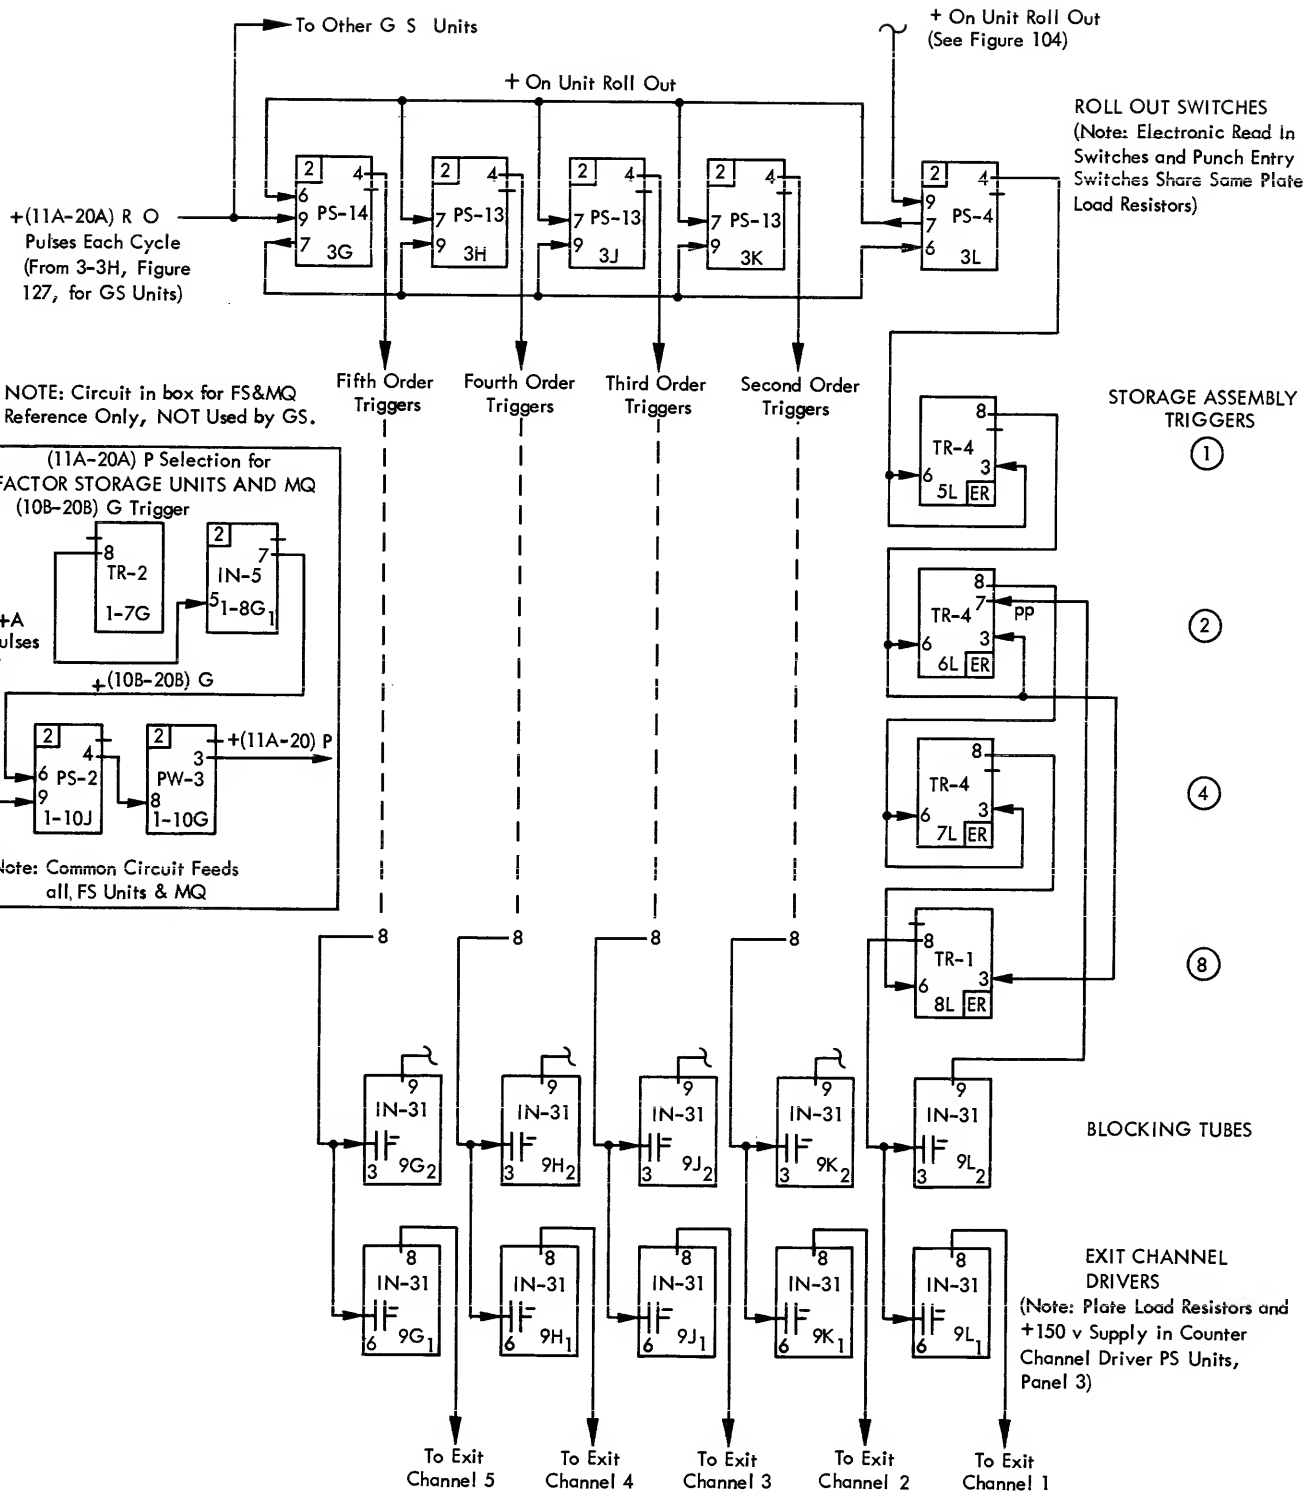 To Other G S Units
+ On Unit Roll Out
(See Figure 104)
+ On Unit Roll Out
ROLL OUT SWITCHES
(Note: Electronic Read In
Switches and Punch Entry
Switches Share Same Plate
Load Resistors)
2 4 6 9 7 PS-14 3G
2 4 7 9 PS-13 3H
2 4 7 9 PS-13 3J
2 4 7 9 PS-13 3K
2 4 9 7 6 PS-4 3L
+(11A-20A) R O
Pulses Each Cycle
(From 3-3H, Figure
127, for GS Units)
Fifth Order
Triggers
Fourth Order
Triggers
Third Order
Triggers
Second Order
Triggers
NOTE: Circuit in box for FS&MQ
Reference Only, NOT Used by GS.
(11A-20A) P Selection for
FACTOR STORAGE UNITS AND MQ
(10B-20B) G Trigger
8 TR-2 1-7G
2 7 IN-5 5 1-8G1
+A
ulses
+(10B-20B) G
2 4 6 PS-2 9 1-10J
2 3 PW-3 8 1-10G
+(11A-20) P
Note: Common Circuit Feeds
all, FS Units & MQ
STORAGE ASSEMBLY
TRIGGERS
8 TR-4 3 6 5L ER
1
8 TR-4 7 pp 3 6 6L ER
2
8 TR-4 3 6 7L ER
4
8 TR-1 3 6 8L ER
8
8
8
8
8
9 IN-31 3 9G2
9 IN-31 3 9H2
9 IN-31 3 9J2
9 IN-31 3 9K2
9 IN-31 3 9L2
BLOCKING TUBES
8 IN-31 6 9G1
8 IN-31 6 9H1
8 IN-31 6 9J1
8 IN-31 6 9K1
8 IN-31 6 9L1
EXIT CHANNEL
DRIVERS
(Note: Plate Load Resistors and
+150 v Supply in Counter
Channel Driver PS Units,
Panel 3)
To Exit
Channel 5
To Exit
Channel 4
To Exit
Channel 3
To Exit
Channel 2
To Exit
Channel 1